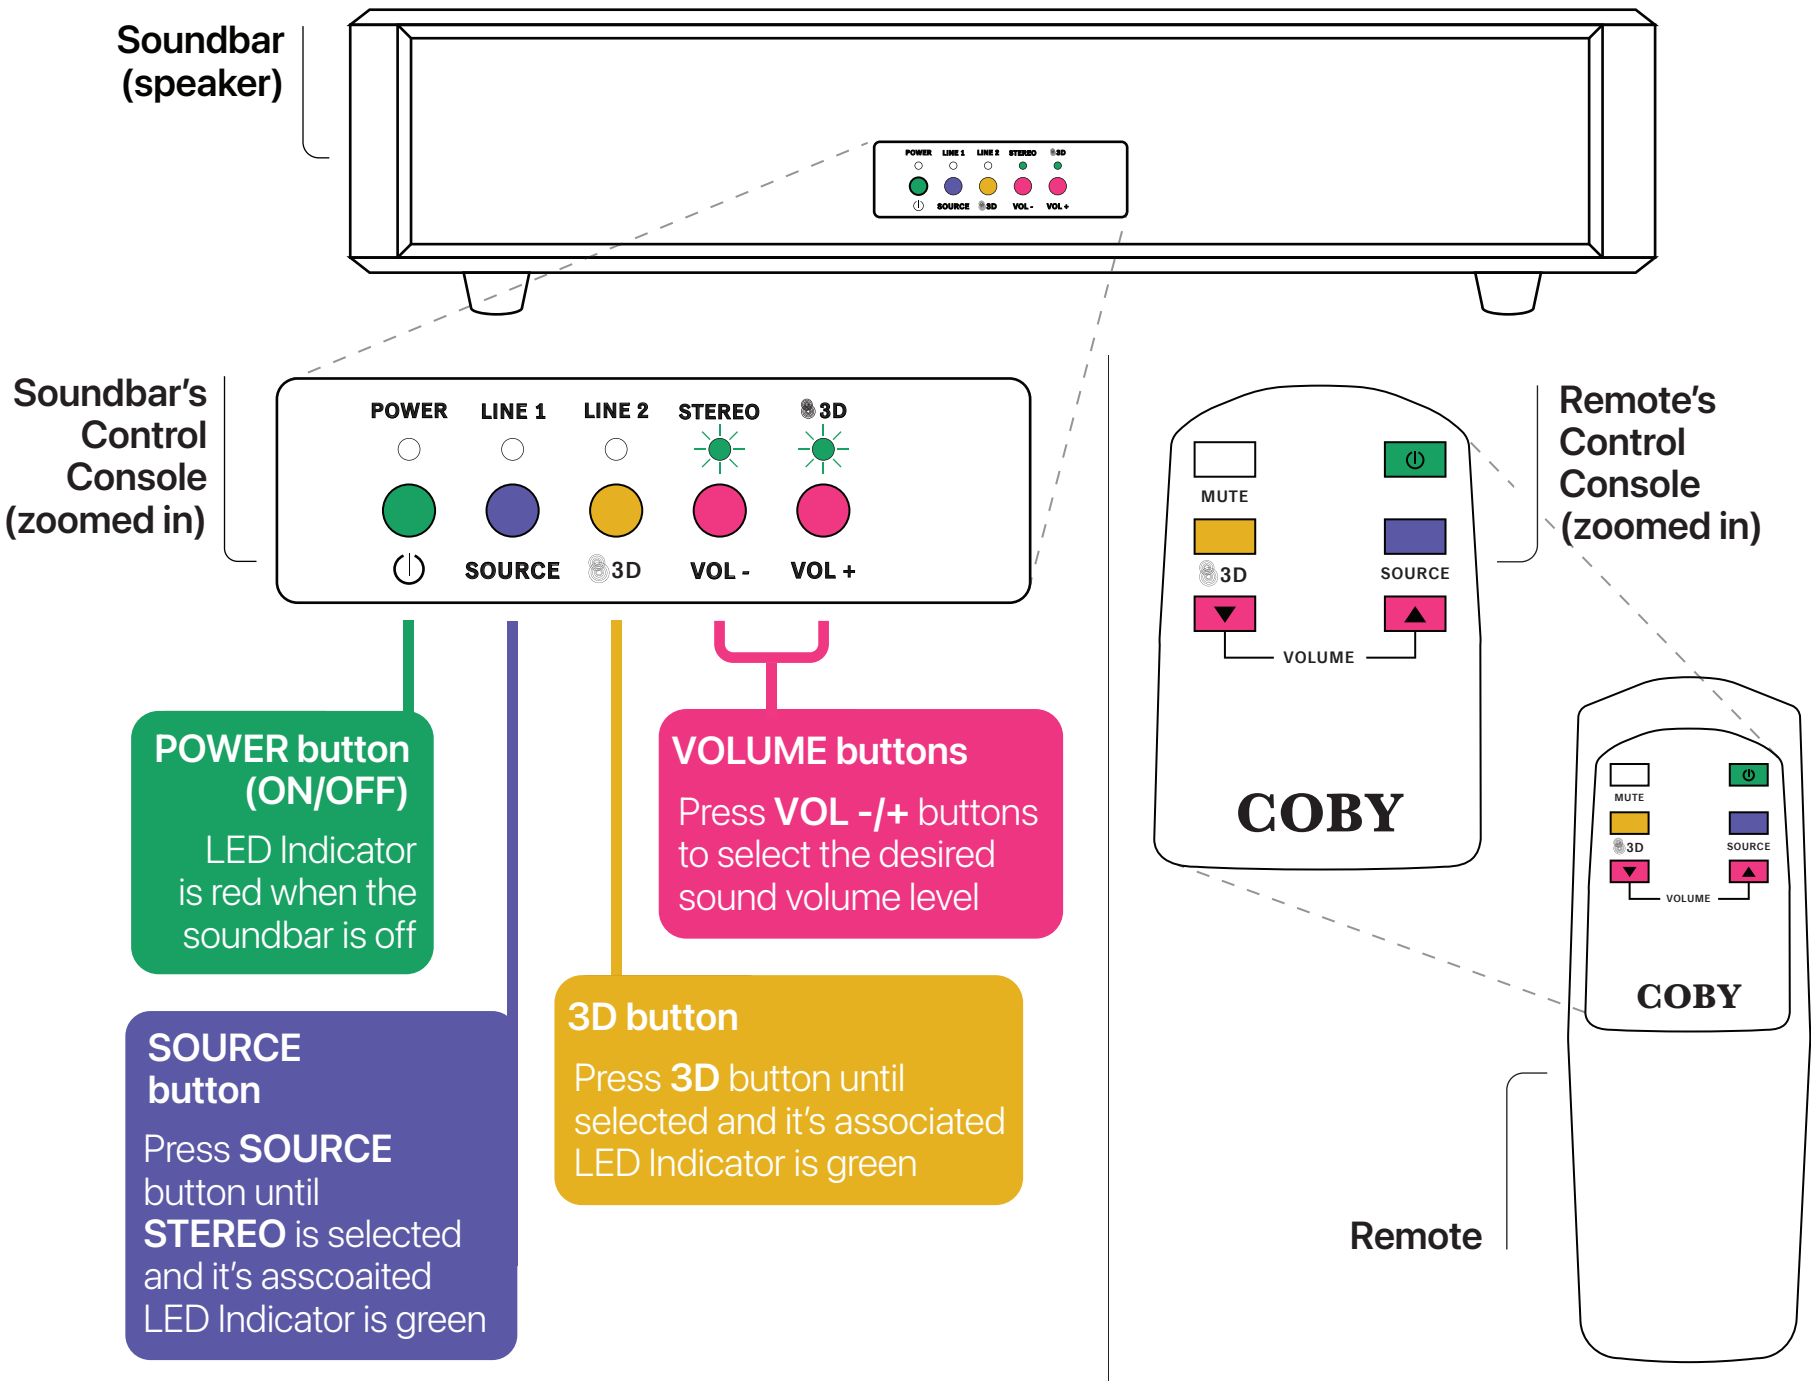 Soundbar
(speaker)
POWER LINE 1 LINE 2 STEREO 3D
SOURCE 3D VOL - VOL +
Soundbar's
Control
Console
(zoomed in)
POWER LINE 1 LINE 2 STEREO 3D
SOURCE 3D VOL - VOL +
POWER button
(ON/OFF)
LED Indicator
is red when the
soundbar is off
SOURCE
button
Press SOURCE
button until
STEREO is selected
and it's asscoaited
LED Indicator is green
3D button
Press 3D button until
selected and it's associated
LED Indicator is green
VOLUME buttons
Press VOL -/+ buttons
to select the desired
sound volume level
Remote's
Control
Console
(zoomed in)
MUTE
3D SOURCE
VOLUME
COBY
MUTE
3D SOURCE
VOLUME
COBY
Remote